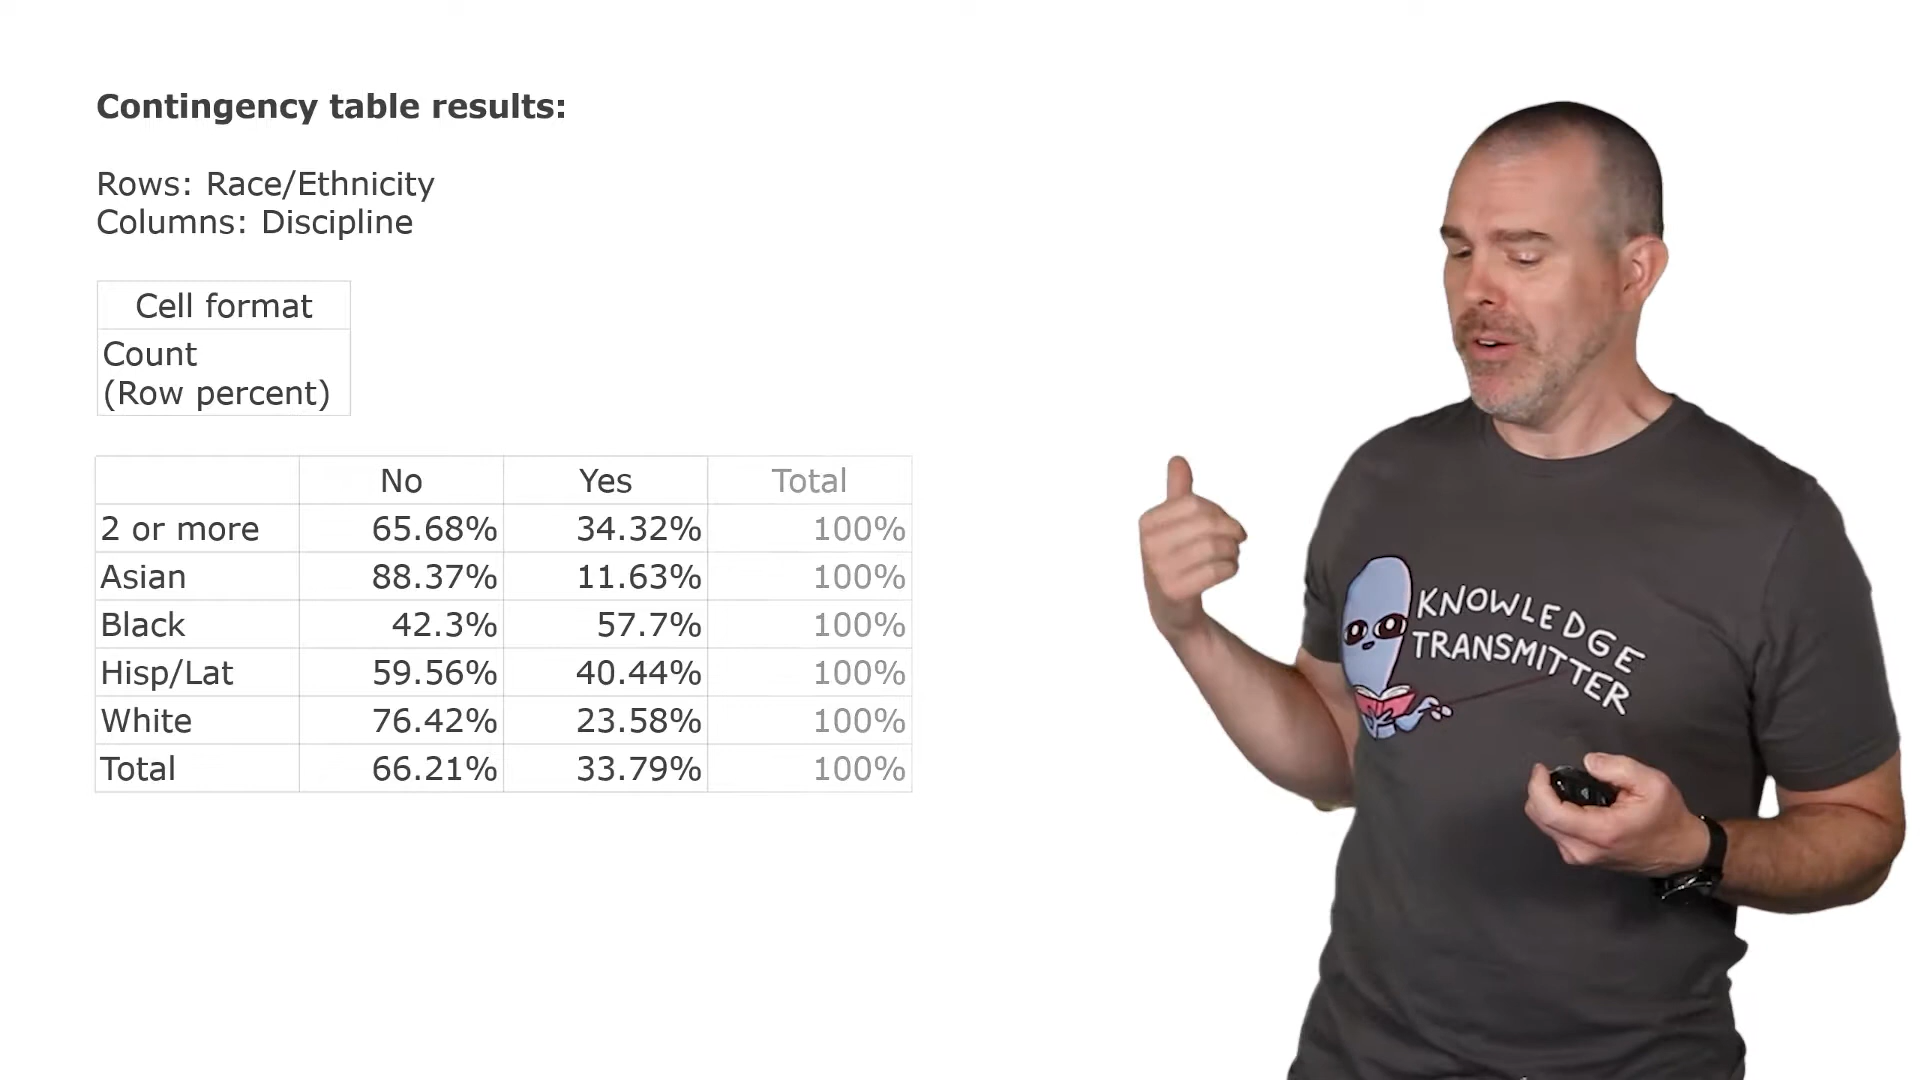 Contingency table results:
Rows: Race/Ethnicity
Columns: Discipline
Cell format
Count
(Row percent)
No Yes Total
2 or more 65.68% 34.32% 100%
Asian 88.37% 11.63% 100%
Black 42.3% 57.7% 100%
Hisp/Lat 59.56% 40.44% 100%
White 76.42% 23.58% 100%
Total 66.21% 33.79% 100%
KNOWLEDGE
TRANSMITTER